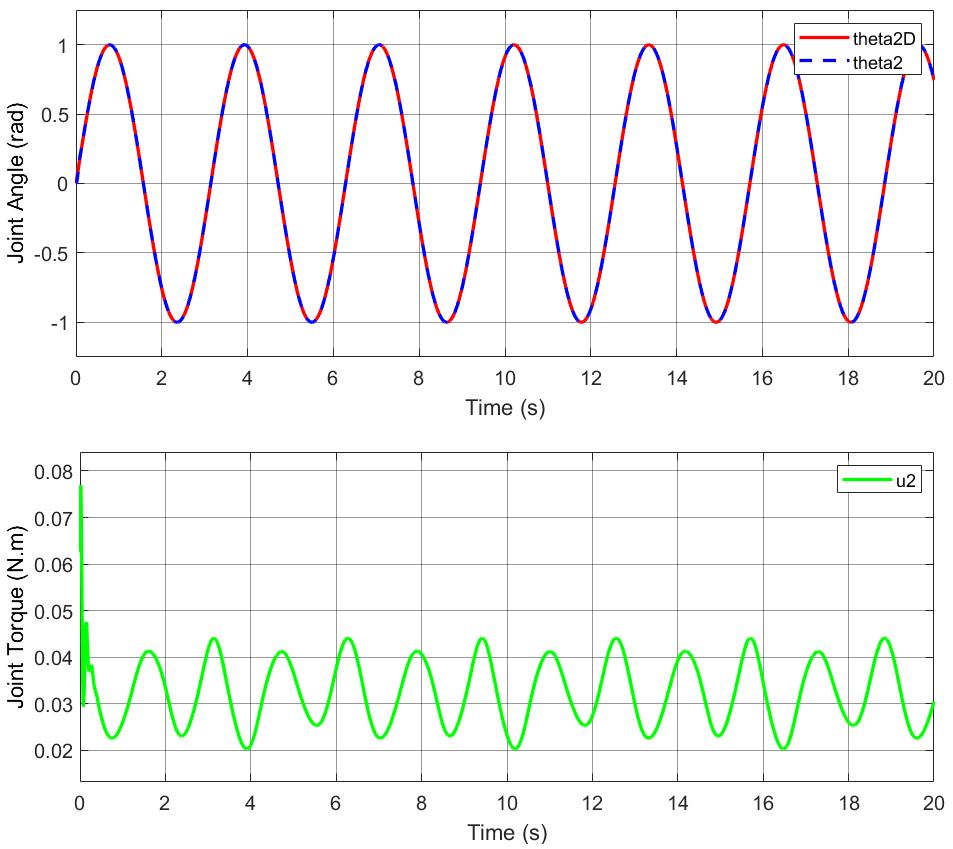 Joint Angle (rad)
1
0.5
0
-0.5
-1
theta2D
theta2
0 2 4 6 8 10 12 14 16 18 20
Time (s)
Joint Torque (N.m)
0.08
0.07
0.06
0.05
0.04
0.03
0.02
u2
0 2 4 6 8 10 12 14 16 18 20
Time (s)